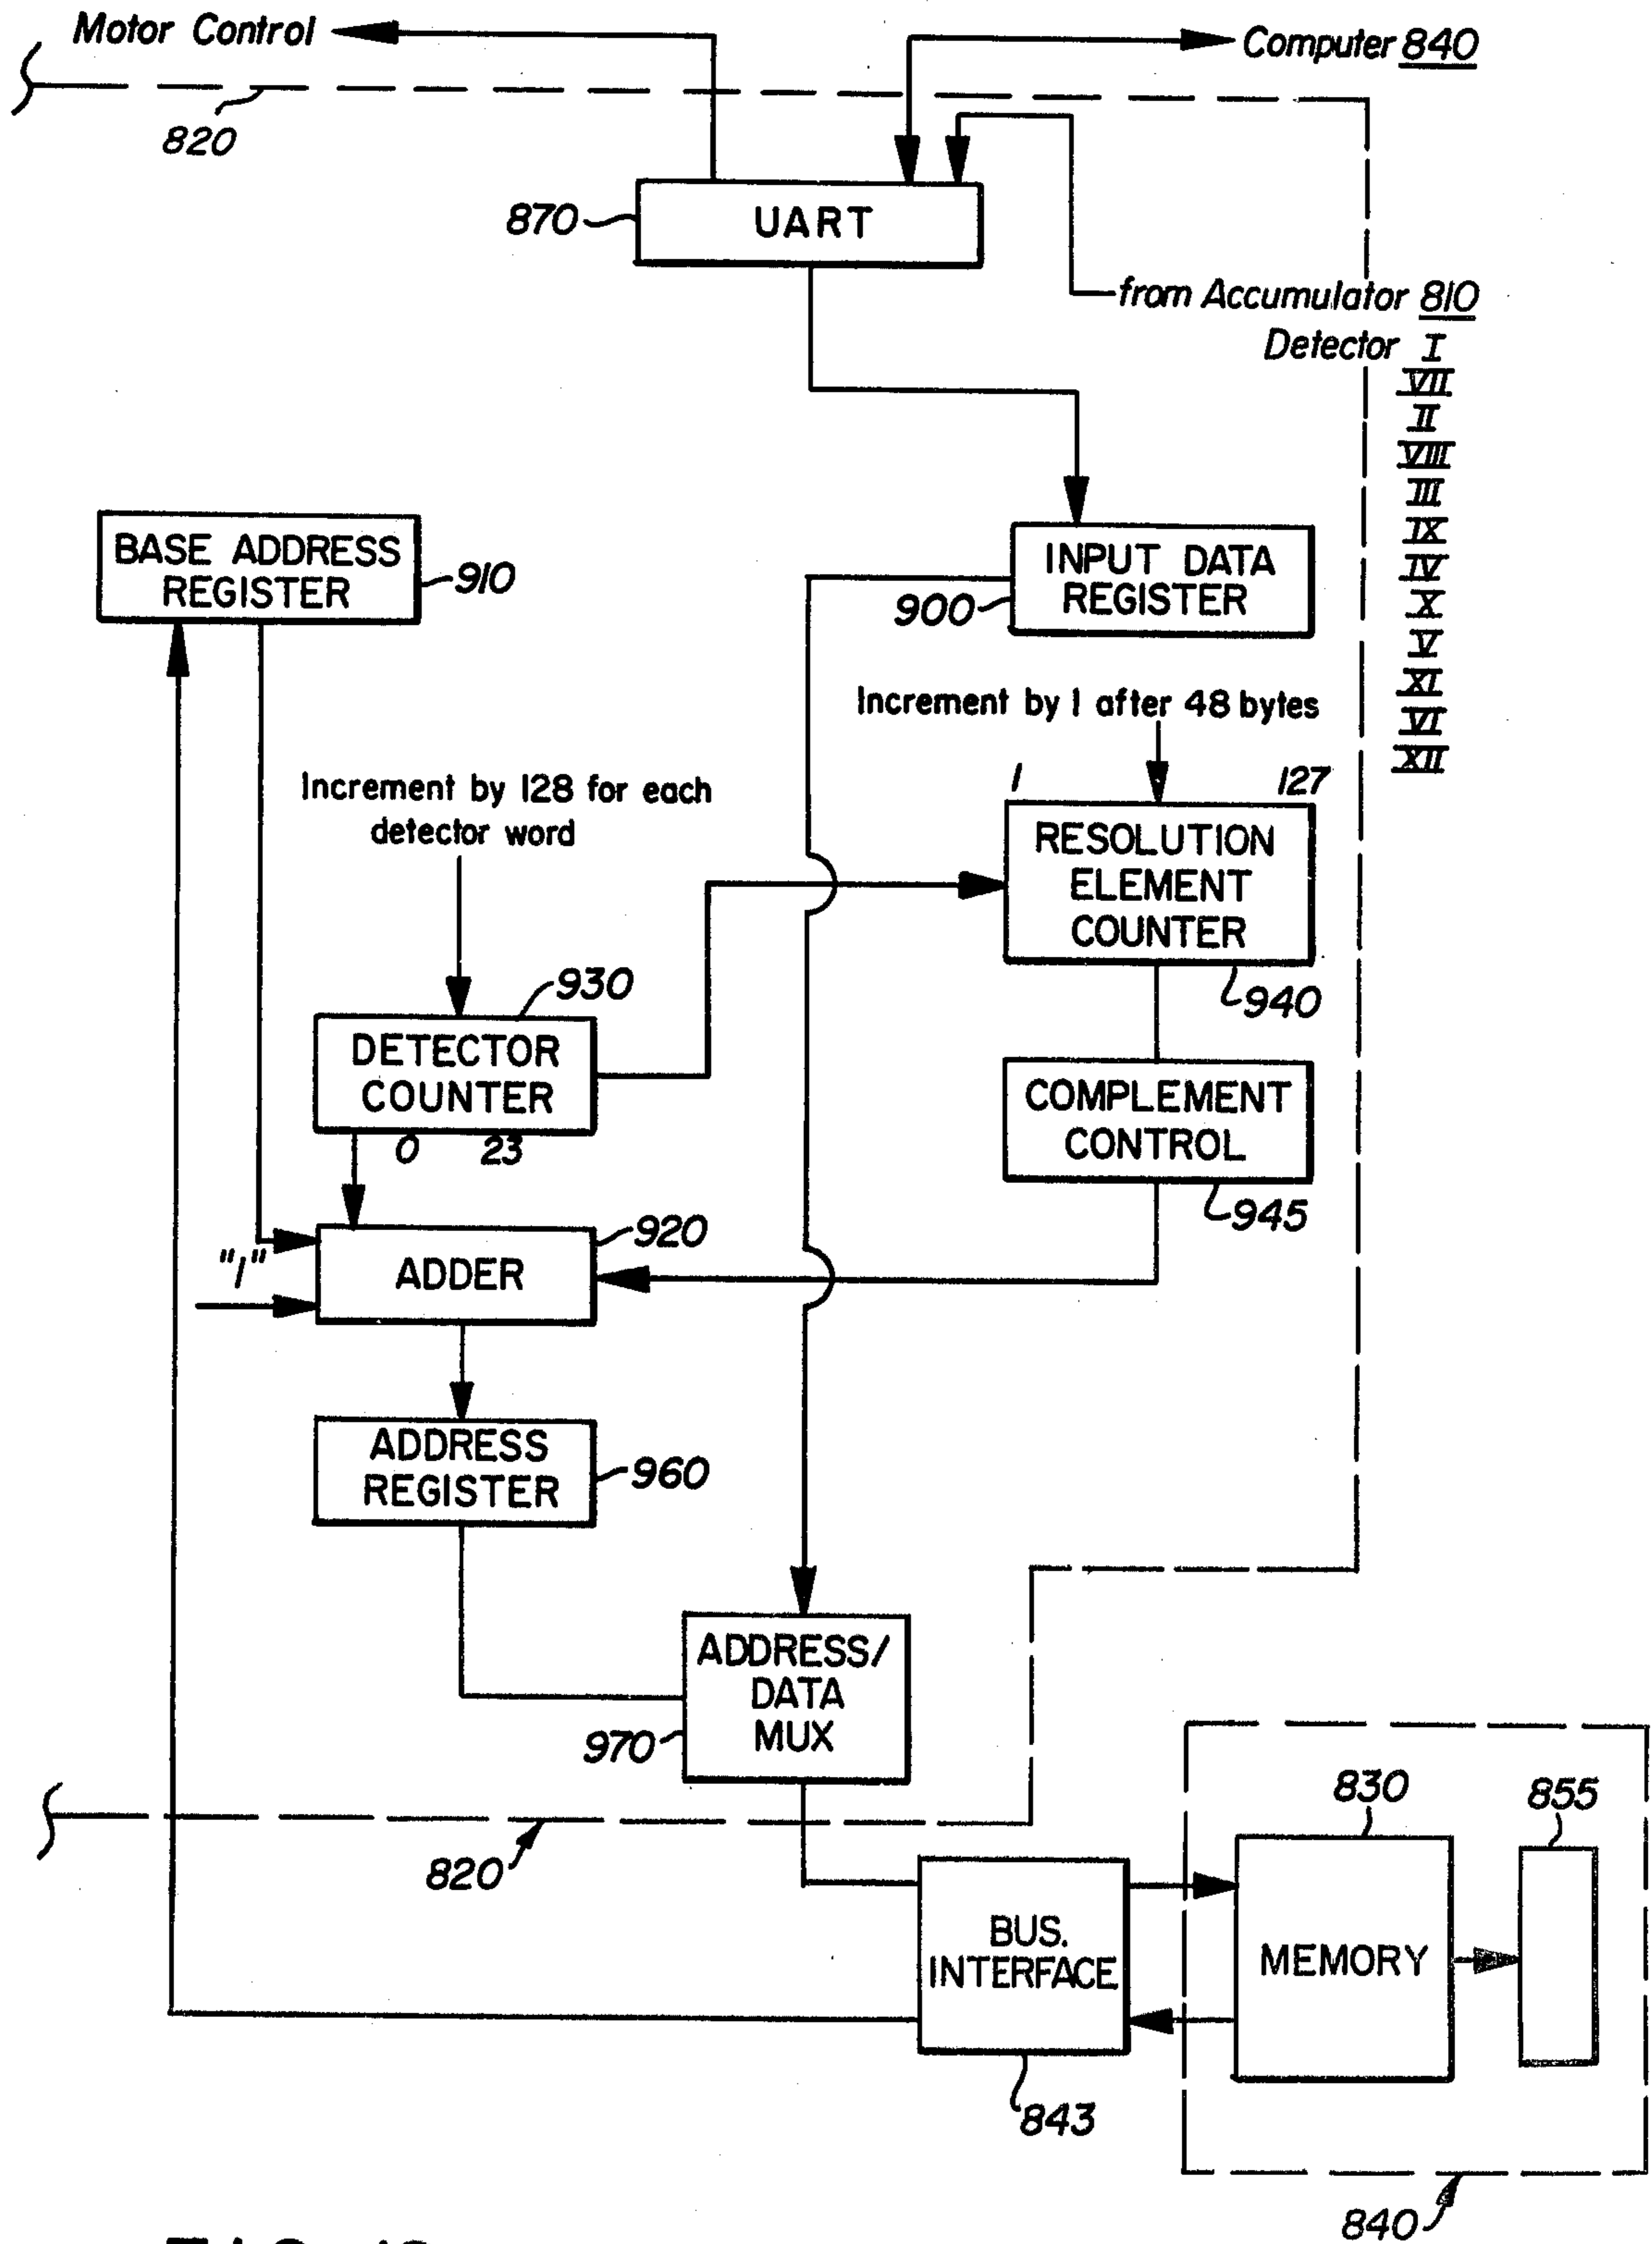 Motor Control
Computer 840
820
870
UART
from Accumulator 810
Detector I
VII
II
VIII
III
IX
IV
X
V
XI
VI
XII
BASE ADDRESS
REGISTER
910
INPUT DATA
REGISTER
900
Increment by 1 after 48 bytes
1 127
RESOLUTION
ELEMENT
COUNTER
940
Increment by 128 for each
detector word
930
DETECTOR
COUNTER
0 23
COMPLEMENT
CONTROL
945
920
"1"
ADDER
ADDRESS
REGISTER
960
ADDRESS/
DATA
MUX
970
820
830
855
BUS.
INTERFACE
MEMORY
843
840